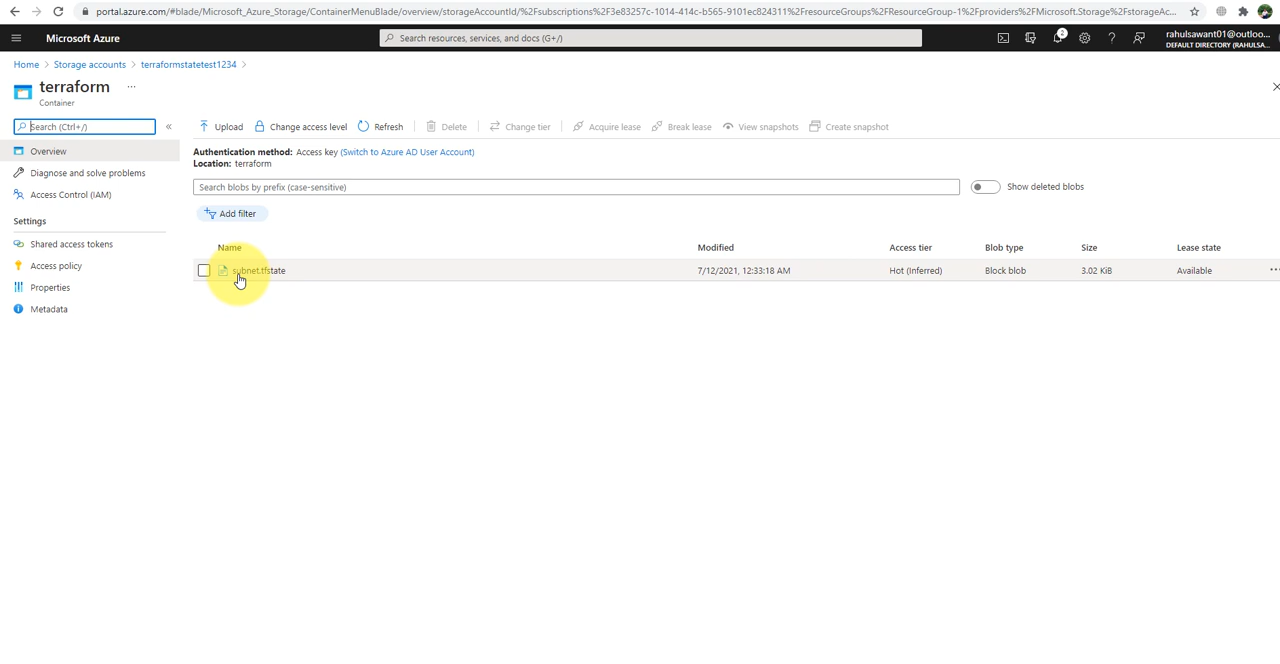 portal.azure.com/#blade/Microsoft_Azure_Storage/ContainerMenuBlade/overview/storageAccountId/%2Fsubscriptions%2F3e83257c-1014-414c-b565-9101ec824311%2FresourceGroups%2FResourceGroup-1%2Fproviders%2FMicrosoft.Storage%2FstorageAc...
Microsoft Azure
Search resources, services, and docs (G+/)
2
rahulsawant01@outloo...
DEFAULT DIRECTORY (RAHULSA...
Home > Storage accounts > terraformstatetest1234 >
terraform ...
Container
Search (Ctrl+/)
«
Upload Change access level Refresh Delete Change tier Acquire lease Break lease View snapshots Create snapshot
Overview
Diagnose and solve problems
Access Control (IAM)
Settings
Shared access tokens
Access policy
Properties
Metadata
Authentication method: Access key (Switch to Azure AD User Account)
Location: terraform
Search blobs by prefix (case-sensitive)
Show deleted blobs
Add filter
Name Modified Access tier Blob type Size Lease state
subnet.tfstate 7/12/2021, 12:33:18 AM Hot (Inferred) Block blob 3.02 KiB Available ...